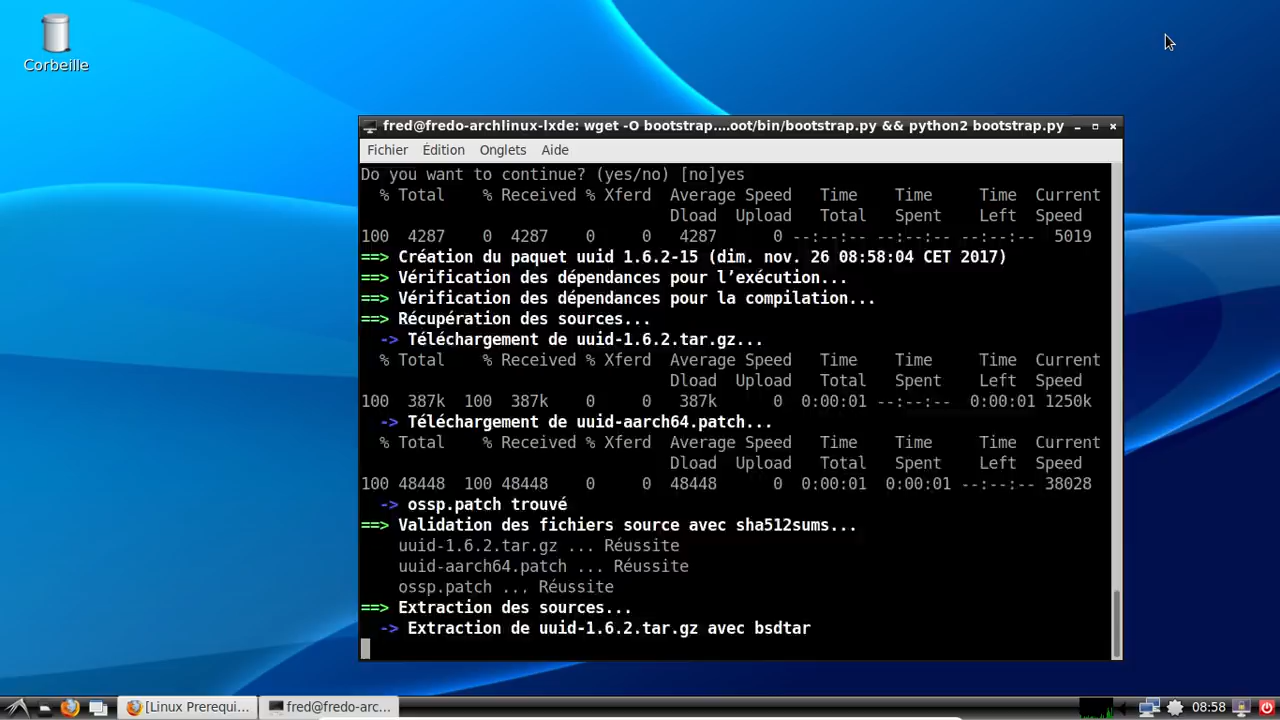 Corbeille
fred@fredo-archlinux-lxde: wget -O bootstrap....oot/bin/bootstrap.py && python2 bootstrap.py
Fichier Édition Onglets Aide
Do you want to continue? (yes/no) [no]yes
% Total % Received % Xferd Average Speed Time Time Time Current
Dload Upload Total Spent Left Speed
100 4287 0 4287 0 0 4287 0 --:--:-- --:--:-- --:--:-- 5019
==> Création du paquet uuid 1.6.2-15 (dim. nov. 26 08:58:04 CET 2017)
==> Vérification des dépendances pour l’exécution...
==> Vérification des dépendances pour la compilation...
==> Récupération des sources...
-> Téléchargement de uuid-1.6.2.tar.gz...
% Total % Received % Xferd Average Speed Time Time Time Current
Dload Upload Total Spent Left Speed
100 387k 100 387k 0 0 387k 0 0:00:01 --:--:-- 0:00:01 1250k
-> Téléchargement de uuid-aarch64.patch...
% Total % Received % Xferd Average Speed Time Time Time Current
Dload Upload Total Spent Left Speed
100 48448 100 48448 0 0 48448 0 0:00:01 0:00:01 --:--:-- 38028
-> ossp.patch trouvé
==> Validation des fichiers source avec sha512sums...
uuid-1.6.2.tar.gz ... Réussite
uuid-aarch64.patch ... Réussite
ossp.patch ... Réussite
==> Extraction des sources...
-> Extraction de uuid-1.6.2.tar.gz avec bsdtar
[Linux Prerequi... fred@fredo-arc... 08:58